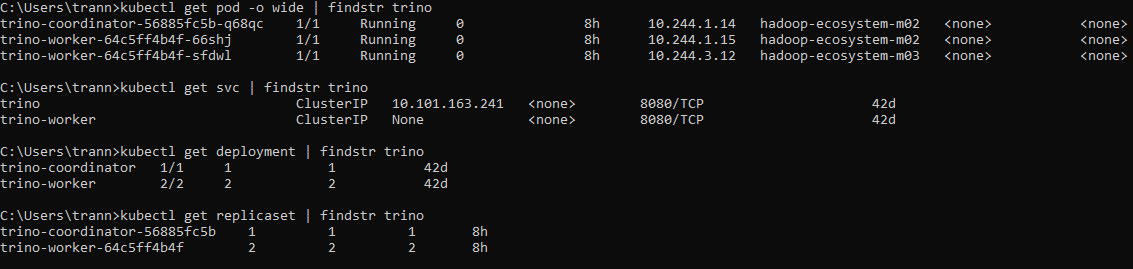 C:\Users\trann>kubectl get pod -o wide | findstr trino
trino-coordinator-56885fc5b-q68qc    1/1     Running   0               8h      10.244.1.14   hadoop-ecosystem-m02   <none>           <none>
trino-worker-64c5ff4b4f-66shj        1/1     Running   0               8h      10.244.1.15   hadoop-ecosystem-m02   <none>           <none>
trino-worker-64c5ff4b4f-sfdwl        1/1     Running   0               8h      10.244.3.12   hadoop-ecosystem-m03   <none>           <none>
C:\Users\trann>kubectl get svc | findstr trino
trino                                ClusterIP   10.101.163.241   <none>        8080/TCP                     42d
trino-worker                         ClusterIP   None             <none>        8080/TCP                     42d
C:\Users\trann>kubectl get deployment | findstr trino
trino-coordinator   1/1     1            1           42d
trino-worker        2/2     2            2           42d
C:\Users\trann>kubectl get replicaset | findstr trino
trino-coordinator-56885fc5b    1         1         1       8h
trino-worker-64c5ff4b4f        2         2         2       8h